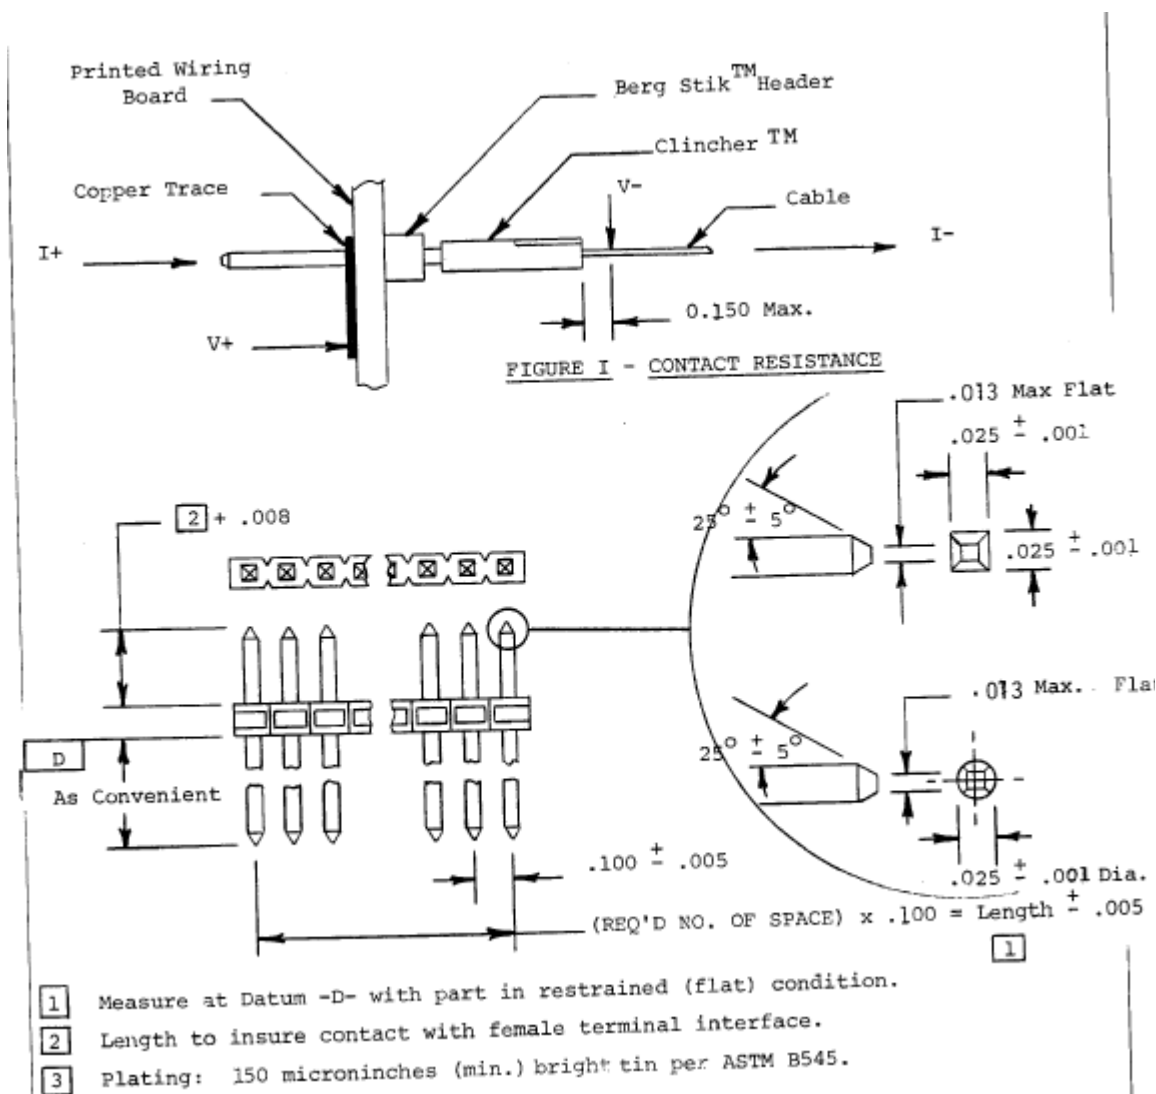 Printed Wiring
Board
Berg Stik™ Header
Clincher™
Copper Trace
V-
Cable
I+
I-
0.150 Max.
V+
FIGURE I - CONTACT RESISTANCE
.013 Max Flat
.025 ± .001
2 + .008
25° ± 5°
.025 ± .001
.013 Max. Flat
D
25° ± 5°
As Convenient
.100 ± .005
.025 ± .001 Dia.
(REQ'D NO. OF SPACE) x .100 = Length ± .005
1
1 Measure at Datum -D- with part in restrained (flat) condition.
2 Length to insure contact with female terminal interface.
3 Plating: 150 microninches (min.) bright tin per ASTM B545.